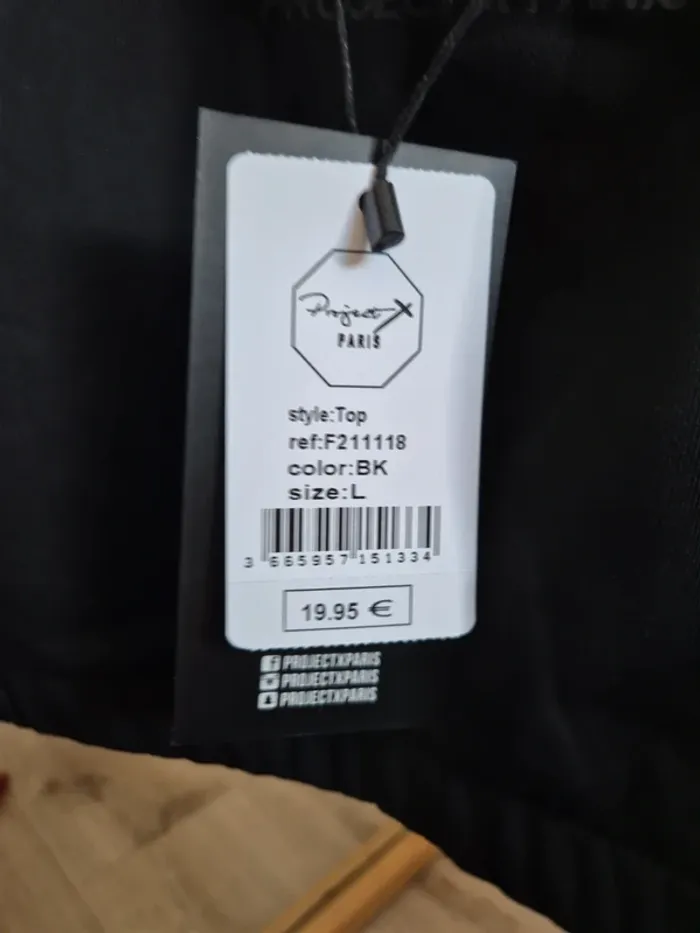 Project X
PARIS
style:Top
ref:F211118
color:BK
size:L
3 665957 151334
19.95 €
PROJECTXPARIS
PROJECTXPARIS
PROJECTXPARIS